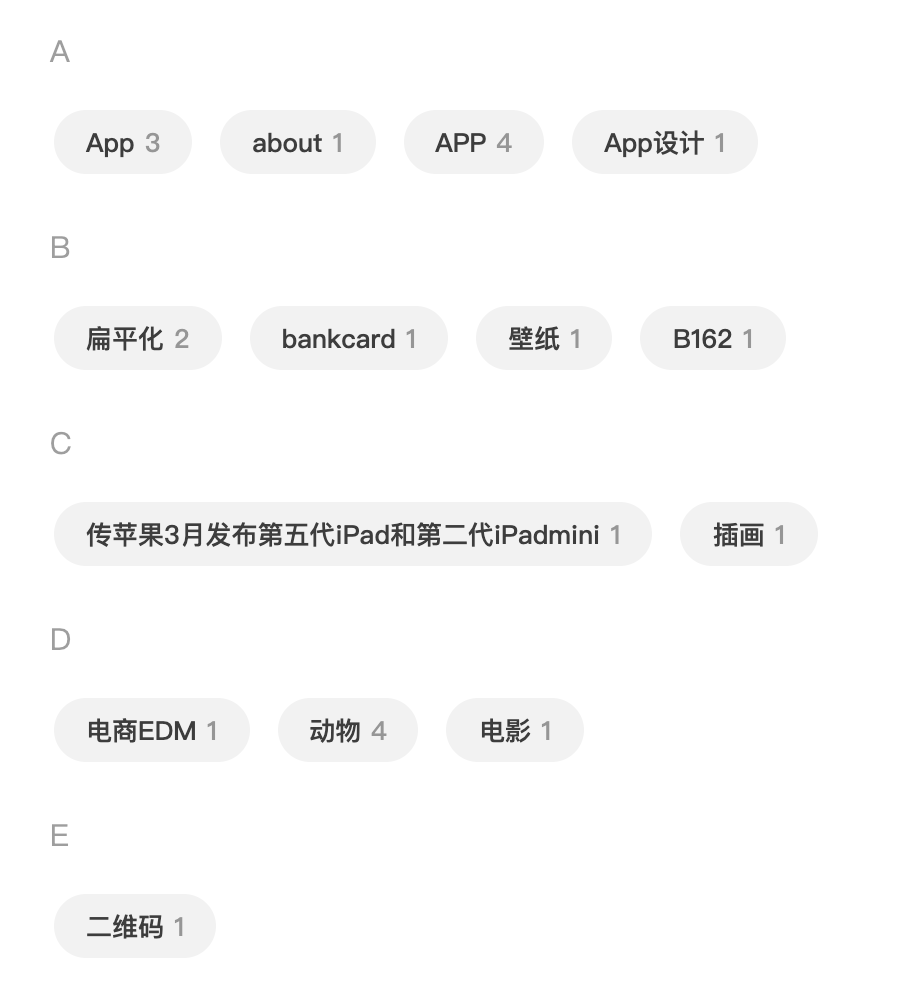 A
App 3 about 1 APP 4 App设计 1
B
扁平化 2 bankcard 1 壁纸 1 B162 1
C
传苹果3月发布第五代iPad和第二代iPadmini 1 插画 1
D
电商EDM 1 动物 4 电影 1
E
二维码 1